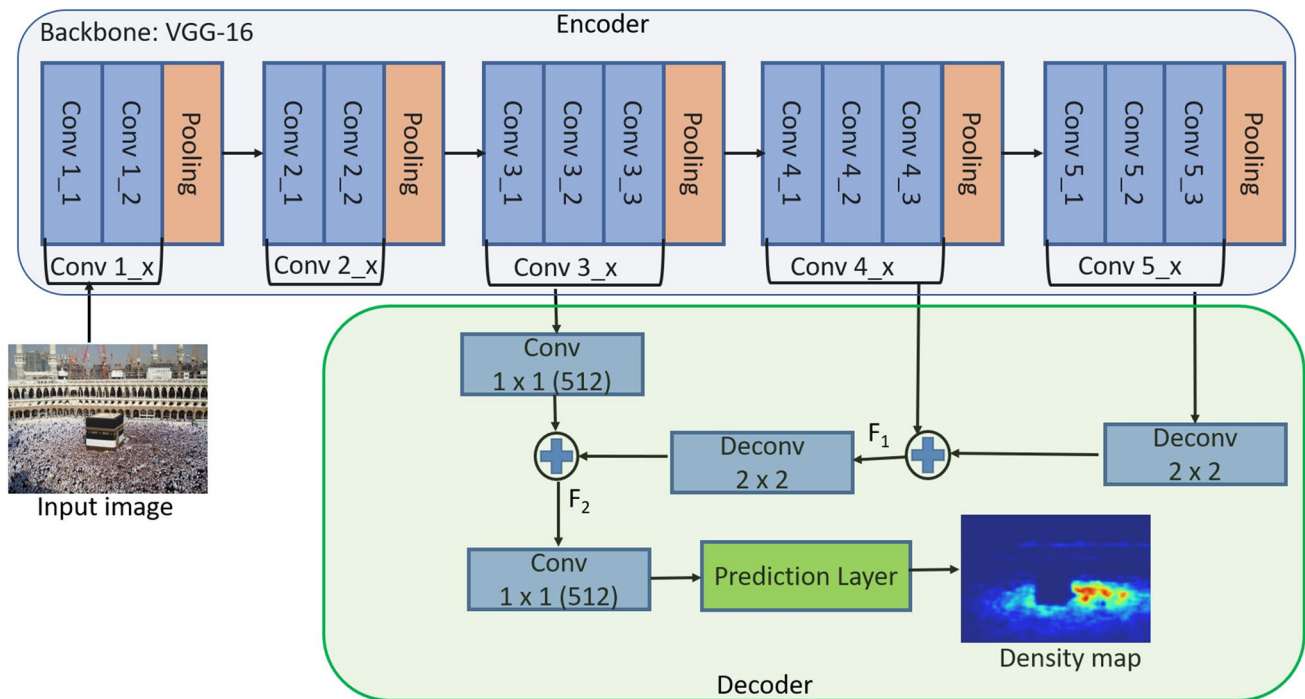 Encoder
Backbone: VGG-16
Conv 1_1
Conv 1_2
Pooling
Conv 2_1
Conv 2_2
Pooling
Conv 3_1
Conv 3_2
Conv 3_3
Pooling
Conv 4_1
Conv 4_2
Conv 4_3
Pooling
Conv 5_1
Conv 5_2
Conv 5_3
Pooling
Conv 1_x
Conv 2_x
Conv 3_x
Conv 4_x
Conv 5_x
Input image
Conv
1 x 1 (512)
F₁
Deconv
2 x 2
Deconv
2 x 2
F₂
Conv
1 x 1 (512)
Prediction Layer
Density map
Decoder